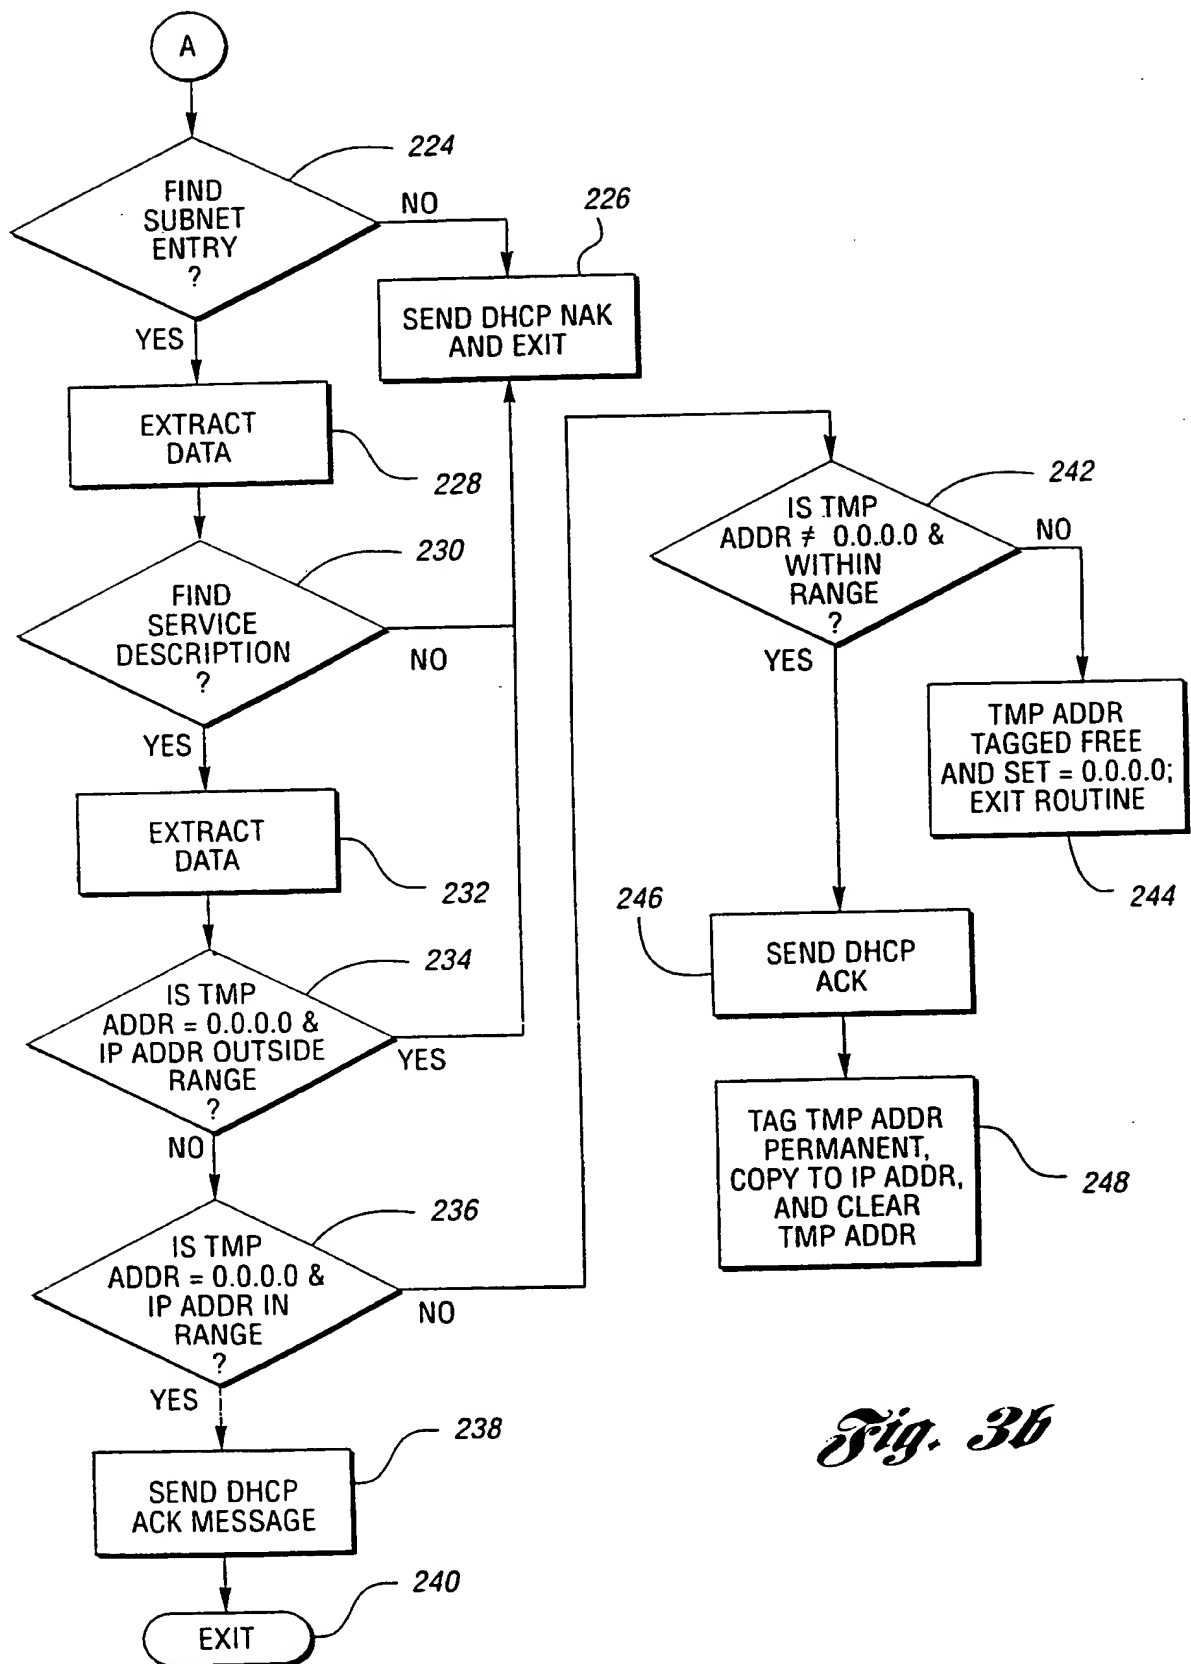 A
224
FIND
SUBNET
ENTRY
?
NO
YES
226
SEND DHCP NAK
AND EXIT
EXTRACT
DATA
228
230
FIND
SERVICE
DESCRIPTION
?
NO
YES
EXTRACT
DATA
232
234
IS TMP
ADDR = 0.0.0.0 &
IP ADDR OUTSIDE
RANGE
?
YES
NO
236
IS TMP
ADDR = 0.0.0.0 &
IP ADDR IN
RANGE
?
NO
YES
238
SEND DHCP
ACK MESSAGE
240
EXIT
242
IS TMP
ADDR ≠ 0.0.0.0 &
WITHIN
RANGE
?
NO
YES
TMP ADDR
TAGGED FREE
AND SET = 0.0.0.0;
EXIT ROUTINE
244
246
SEND DHCP
ACK
TAG TMP ADDR
PERMANENT,
COPY TO IP ADDR,
AND CLEAR
TMP ADDR
248
Fig. 3b